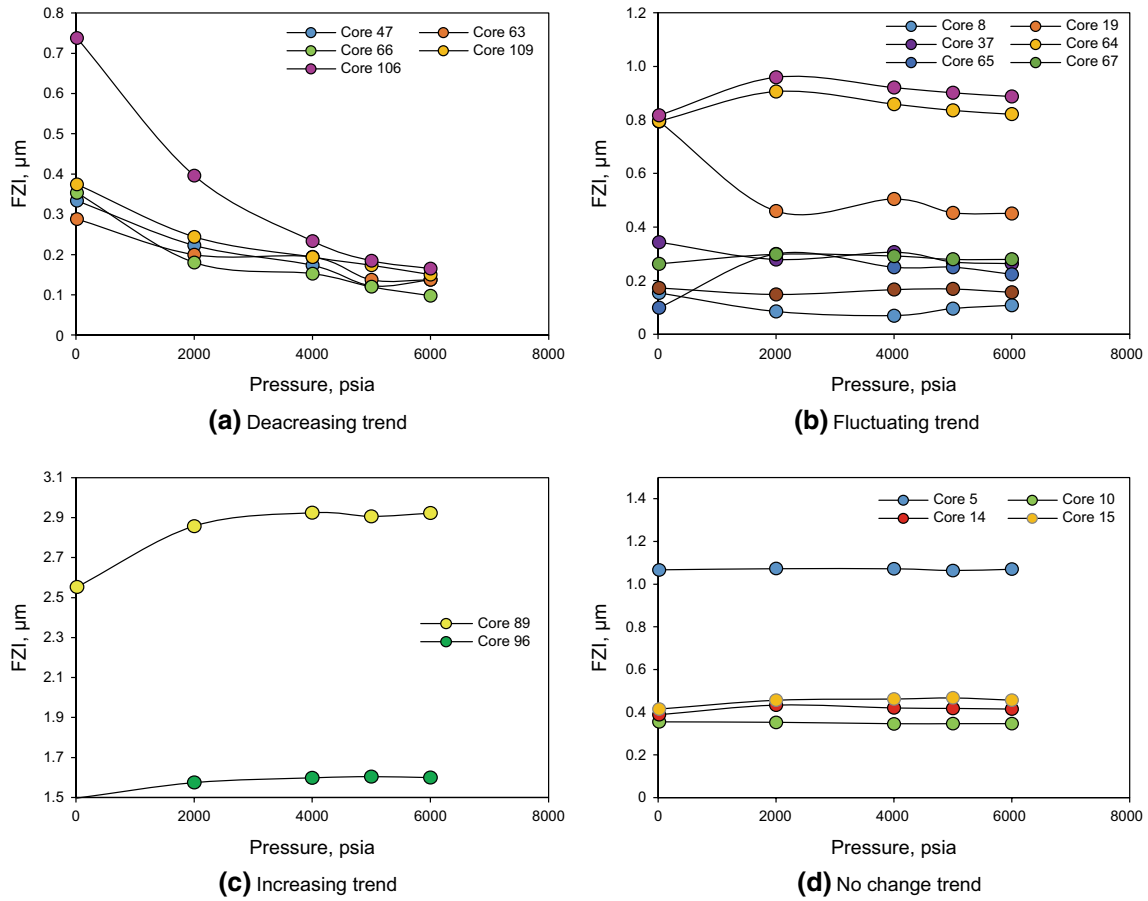 0.8
0.7
0.6
0.5
0.4
0.3
0.2
0.1
0
FZI, μm
Core 47
Core 63
Core 66
Core 109
Core 106
0
2000
4000
6000
8000
Pressure, psia
(a) Deacreasing trend
1.2
1.0
0.8
0.6
0.4
0.2
0
FZI, μm
Core 8
Core 19
Core 37
Core 64
Core 65
Core 67
0
2000
4000
6000
8000
Pressure, psia
(b) Fluctuating trend
3.1
2.9
2.7
2.5
2.3
2.1
1.9
1.7
1.5
FZI, μm
Core 89
Core 96
0
2000
4000
6000
8000
Pressure, psia
(c) Increasing trend
1.4
1.2
1.0
0.8
0.6
0.4
0.2
0
FZI, μm
Core 5
Core 10
Core 14
Core 15
0
2000
4000
6000
8000
Pressure, psia
(d) No change trend